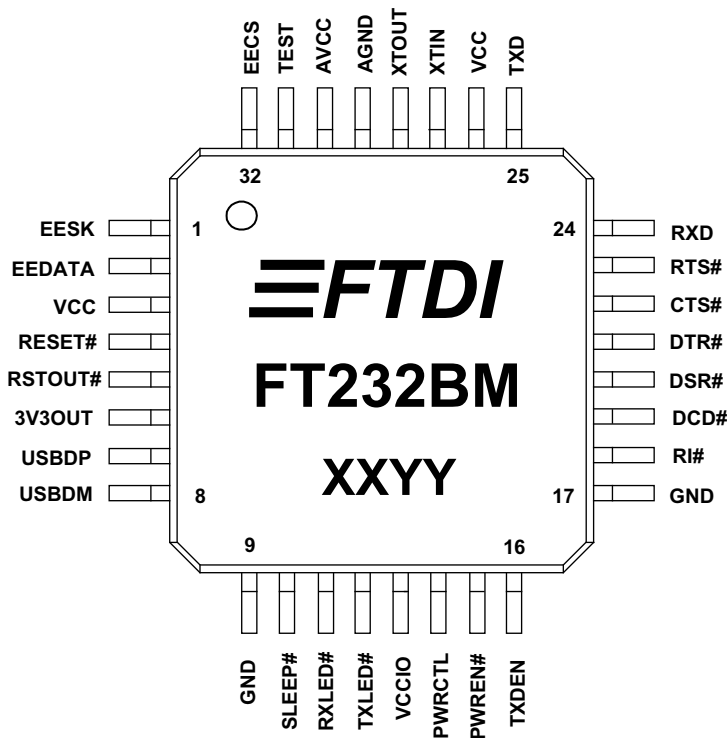 EECS
TEST
AVCC
AGND
XTOUT
XTIN
VCC
TXD
32
25
EESK
1
24
RXD
EEDATA
RTS#
VCC
CTS#
RESET#
DTR#
RSTOUT#
DSR#
3V3OUT
DCD#
USBDP
RI#
USBDM
8
17
GND
FTDI
FT232BM
XXYY
9
16
GND
SLEEP#
RXLED#
TXLED#
VCCIO
PWRCTL
PWREN#
TXDEN